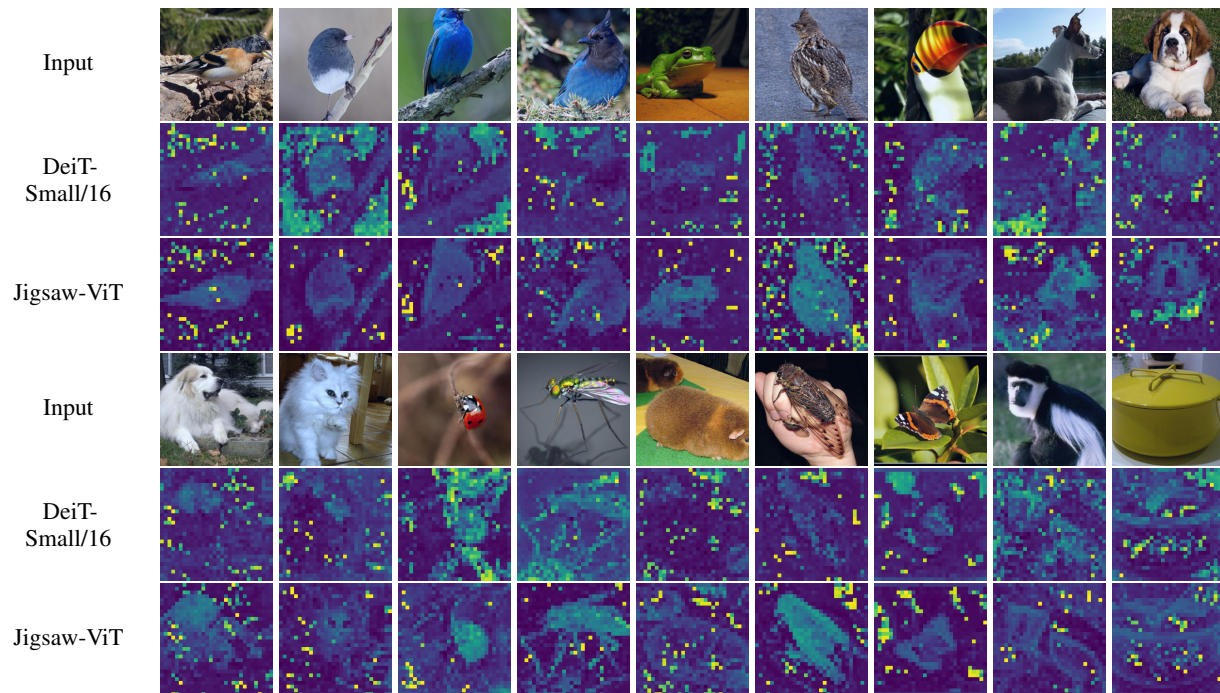 Input
DeiT-
Small/16
Jigsaw-ViT
Input
DeiT-
Small/16
Jigsaw-ViT